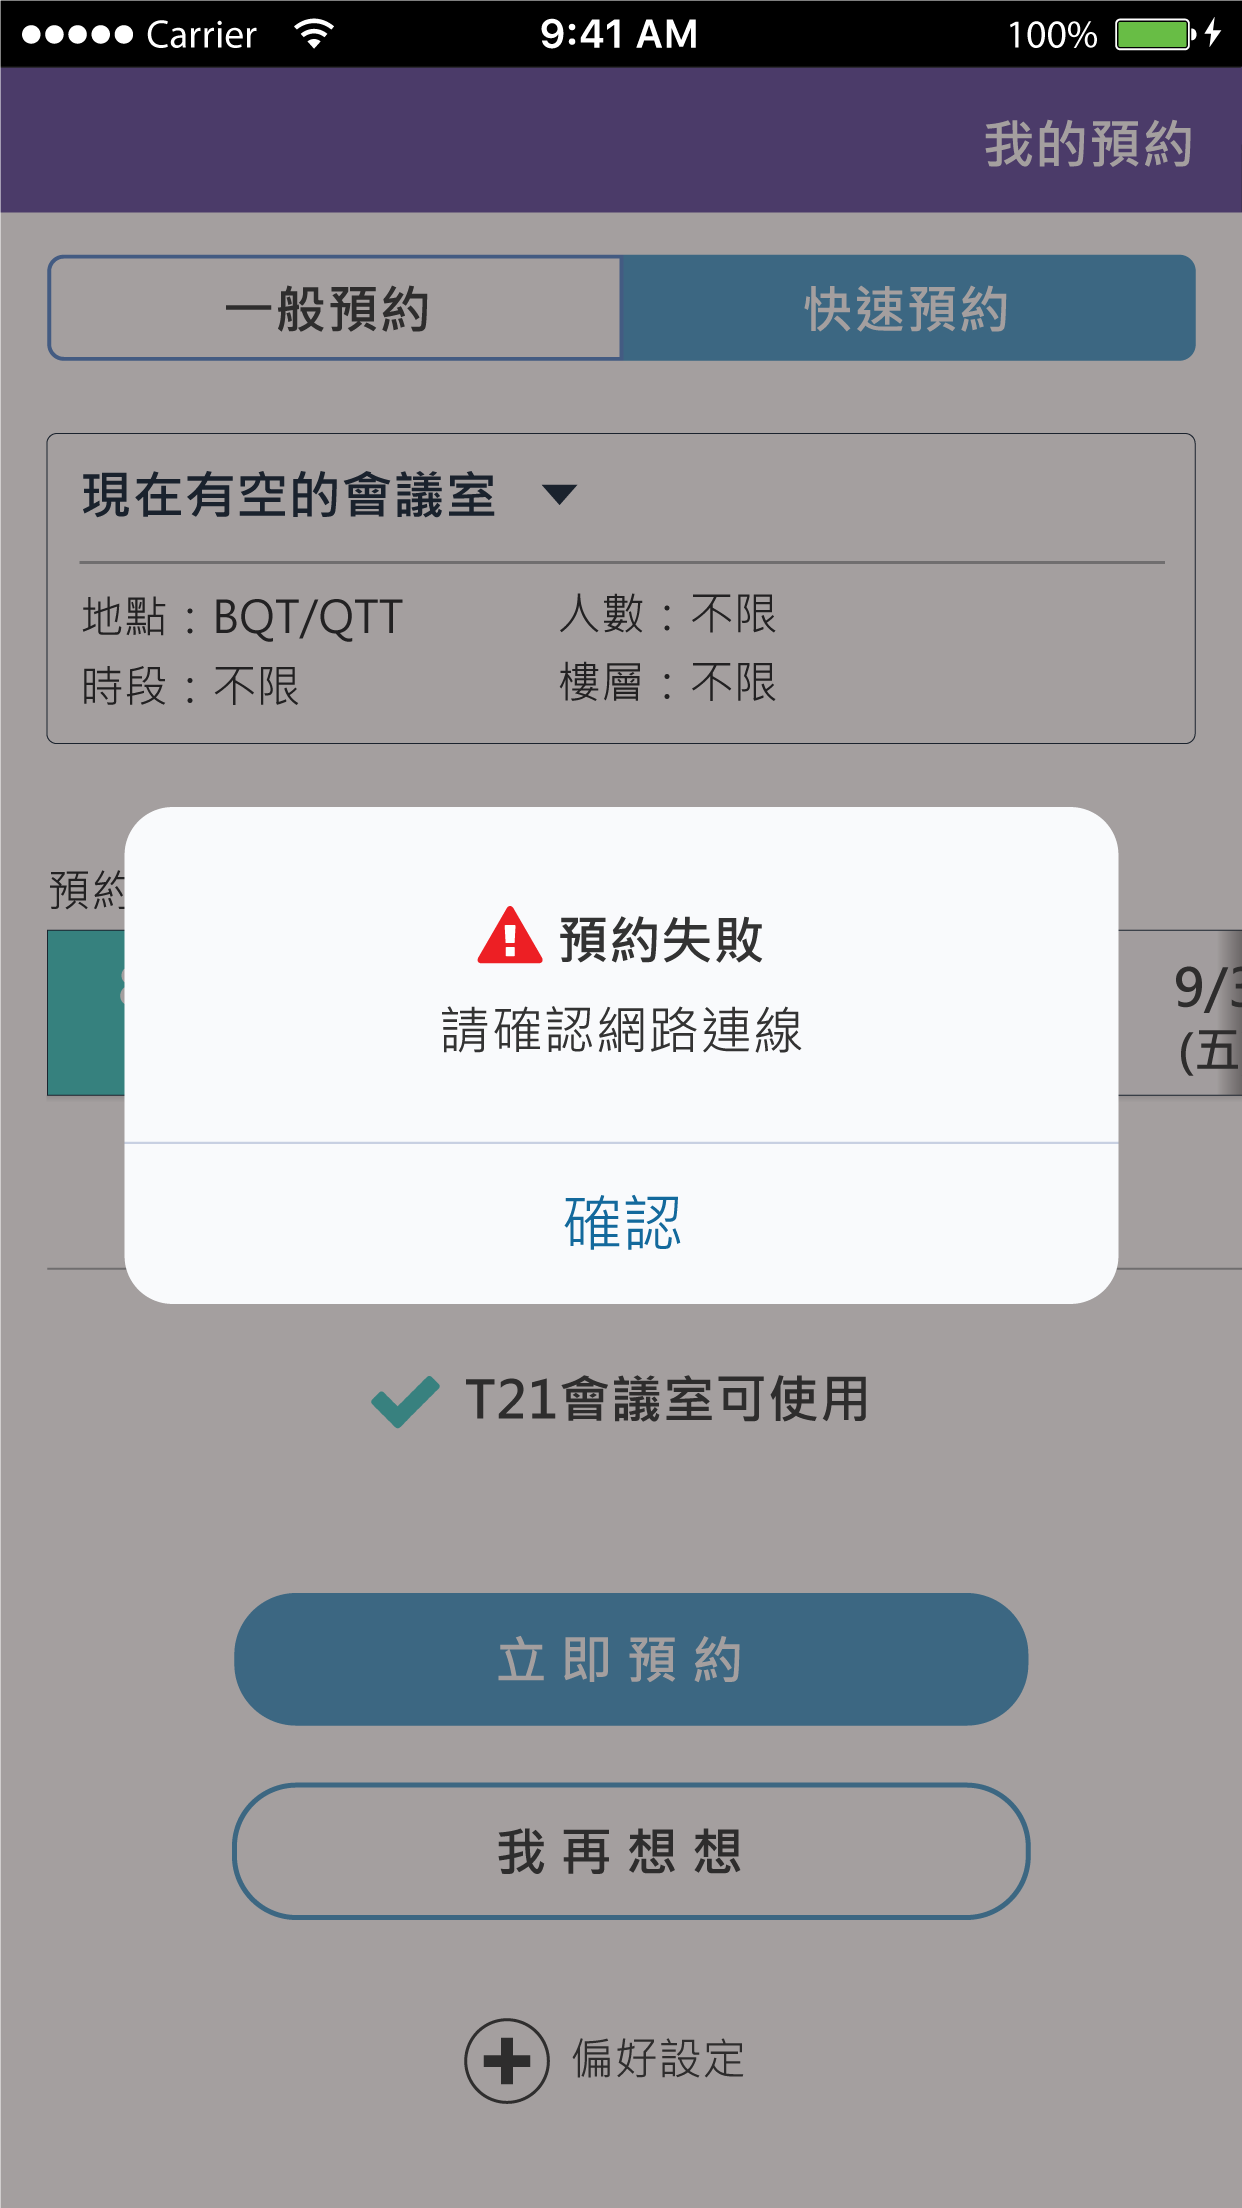 Carrier 9:41 AM 100%
我的預約
一般預約 快速預約
現在有空的會議室
地點：BQT/QTT 人數：不限
時段：不限 樓層：不限
預約
預約失敗
請確認網路連線
9/3
(五
確認
T21會議室可使用
立即預約
我再想想
偏好設定